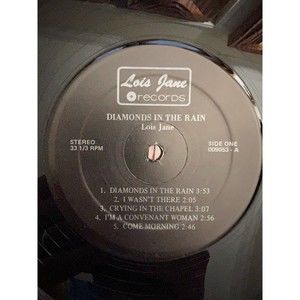 Lois Jane
records
DIAMONDS IN THE RAIN
Lois Jane
STEREO
33 1/3 RPM
SIDE ONE
009053 - A
1. DIAMONDS IN THE RAIN 3:53
2. I WASN'T THERE 2:05
3. CRYING IN THE CHAPEL 3:07
4. I'M A CONVENANT WOMAN 2:56
5. COME MORNING 2:46